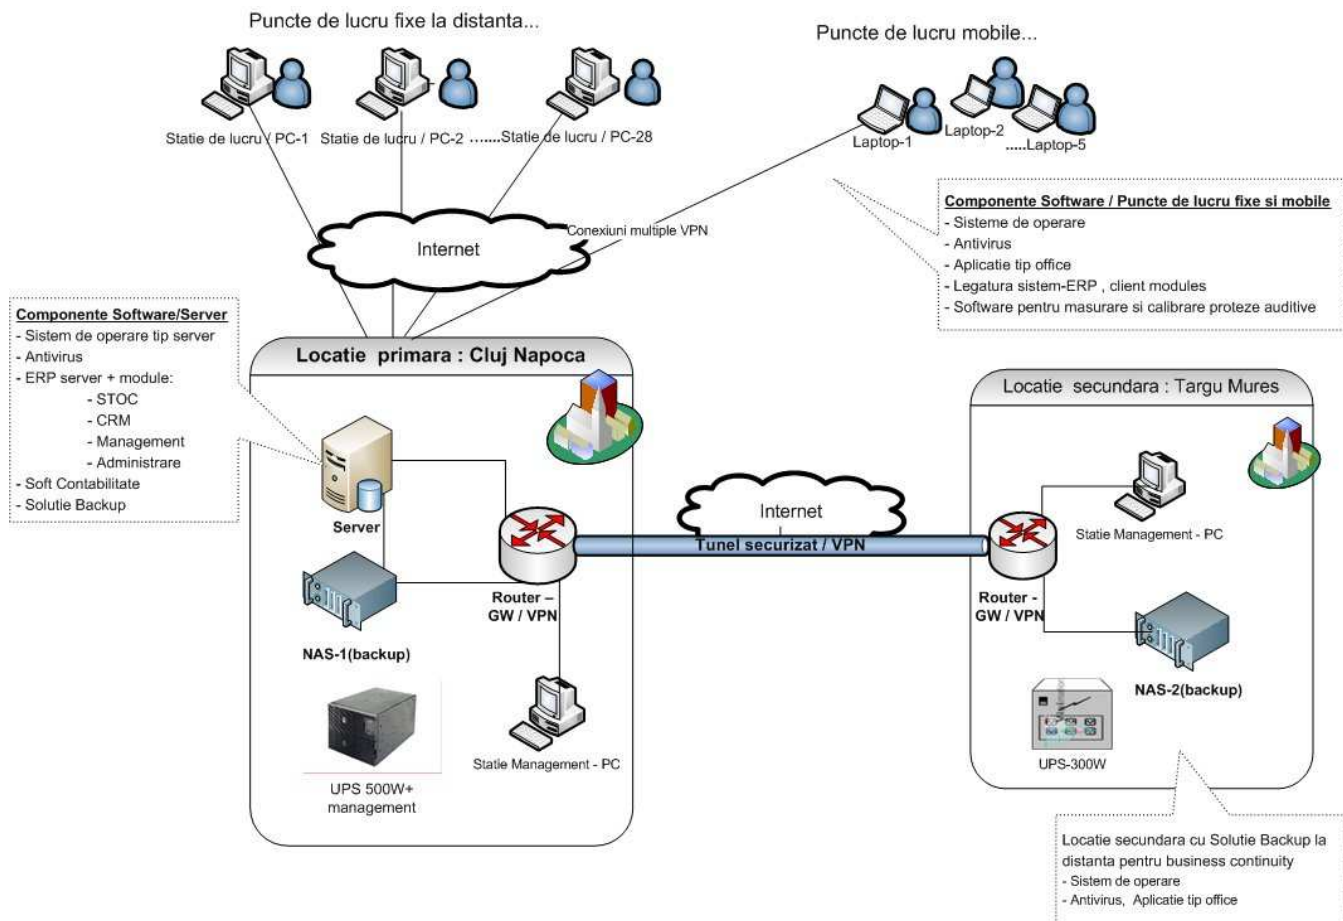 Puncte de lucru fixe la distanta...
Puncte de lucru mobile...
Statie de lucru / PC-1
Statie de lucru / PC-2
.......Statie de lucru / PC-28
Laptop-1
Laptop-2
.....Laptop-5
Internet
Conexiuni multiple VPN
Componente Software / Puncte de lucru fixe si mobile
- Sisteme de operare
- Antivirus
- Aplicatie tip office
- Legatura sistem-ERP , client modules
- Software pentru masurare si calibrare proteze auditive
Componente Software/Server
- Sistem de operare tip server
- Antivirus
- ERP server + module:
- STOC
- CRM
- Management
- Administrare
- Soft Contabilitate
- Solutie Backup
Locatie primara : Cluj Napoca
Server
NAS-1(backup)
Router –
GW / VPN
UPS 500W+
management
Statie Management - PC
Internet
Tunel securizat / VPN
Locatie secundara : Targu Mures
Statie Management - PC
Router -
GW / VPN
NAS-2(backup)
UPS-300W
Locatie secundara cu Solutie Backup la
distanta pentru business continuity
- Sistem de operare
- Antivirus, Aplicatie tip office